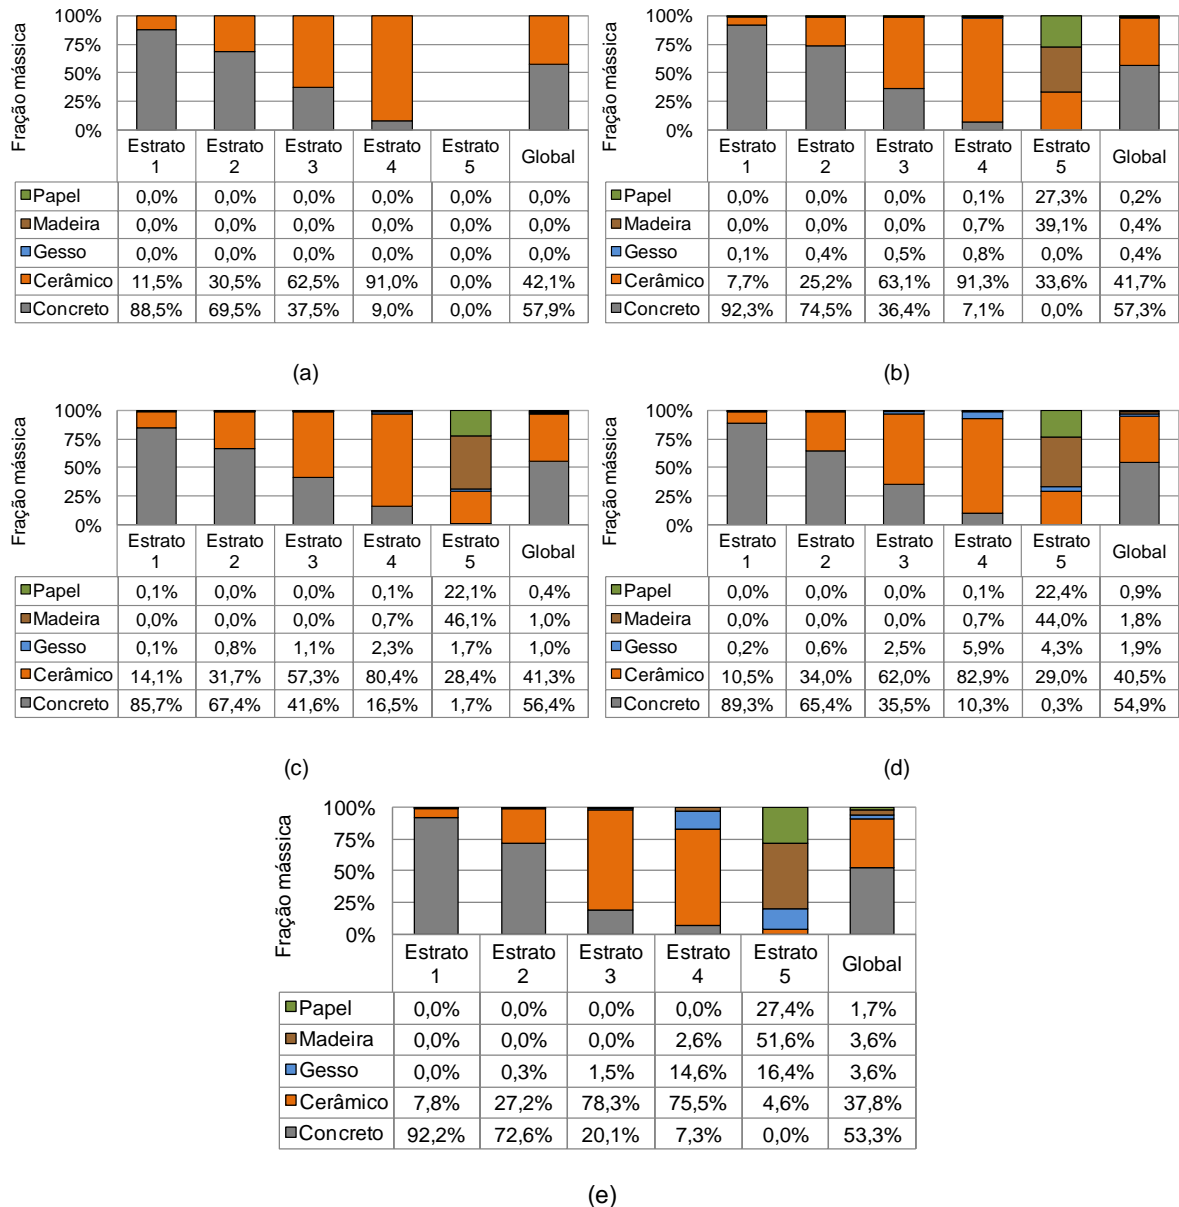 Fração mássica
100%
75%
50%
25%
0%
Estrato 1 Estrato 2 Estrato 3 Estrato 4 Estrato 5 Global
Papel 0,0% 0,0% 0,0% 0,0% 0,0% 0,0%
Madeira 0,0% 0,0% 0,0% 0,0% 0,0% 0,0%
Gesso 0,0% 0,0% 0,0% 0,0% 0,0% 0,0%
Cerâmico 11,5% 30,5% 62,5% 91,0% 0,0% 42,1%
Concreto 88,5% 69,5% 37,5% 9,0% 0,0% 57,9%
(a)
Fração mássica
100%
75%
50%
25%
0%
Estrato 1 Estrato 2 Estrato 3 Estrato 4 Estrato 5 Global
Papel 0,0% 0,0% 0,0% 0,1% 27,3% 0,2%
Madeira 0,0% 0,0% 0,0% 0,7% 39,1% 0,4%
Gesso 0,1% 0,4% 0,5% 0,8% 0,0% 0,4%
Cerâmico 7,7% 25,2% 63,1% 91,3% 33,6% 41,7%
Concreto 92,3% 74,5% 36,4% 7,1% 0,0% 57,3%
(b)
Fração mássica
100%
75%
50%
25%
0%
Estrato 1 Estrato 2 Estrato 3 Estrato 4 Estrato 5 Global
Papel 0,1% 0,0% 0,0% 0,1% 22,1% 0,4%
Madeira 0,0% 0,0% 0,0% 0,7% 46,1% 1,0%
Gesso 0,1% 0,8% 1,1% 2,3% 1,7% 1,0%
Cerâmico 14,1% 31,7% 57,3% 80,4% 28,4% 41,3%
Concreto 85,7% 67,4% 41,6% 16,5% 1,7% 56,4%
(c)
Fração mássica
100%
75%
50%
25%
0%
Estrato 1 Estrato 2 Estrato 3 Estrato 4 Estrato 5 Global
Papel 0,0% 0,0% 0,0% 0,1% 22,4% 0,9%
Madeira 0,0% 0,0% 0,0% 0,7% 44,0% 1,8%
Gesso 0,2% 0,6% 2,5% 5,9% 4,3% 1,9%
Cerâmico 10,5% 34,0% 62,0% 82,9% 29,0% 40,5%
Concreto 89,3% 65,4% 35,5% 10,3% 0,3% 54,9%
(d)
Fração mássica
100%
75%
50%
25%
0%
Estrato 1 Estrato 2 Estrato 3 Estrato 4 Estrato 5 Global
Papel 0,0% 0,0% 0,0% 0,0% 27,4% 1,7%
Madeira 0,0% 0,0% 0,0% 2,6% 51,6% 3,6%
Gesso 0,0% 0,3% 1,5% 14,6% 16,4% 3,6%
Cerâmico 7,8% 27,2% 78,3% 75,5% 4,6% 37,8%
Concreto 92,2% 72,6% 20,1% 7,3% 0,0% 53,3%
(e)